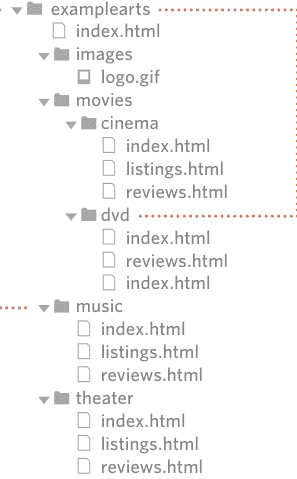 examplearts
index.html
images
logo.gif
movies
cinema
index.html
listings.html
reviews.html
dvd
index.html
reviews.html
index.html
music
index.html
listings.html
reviews.html
theater
index.html
listings.html
reviews.html